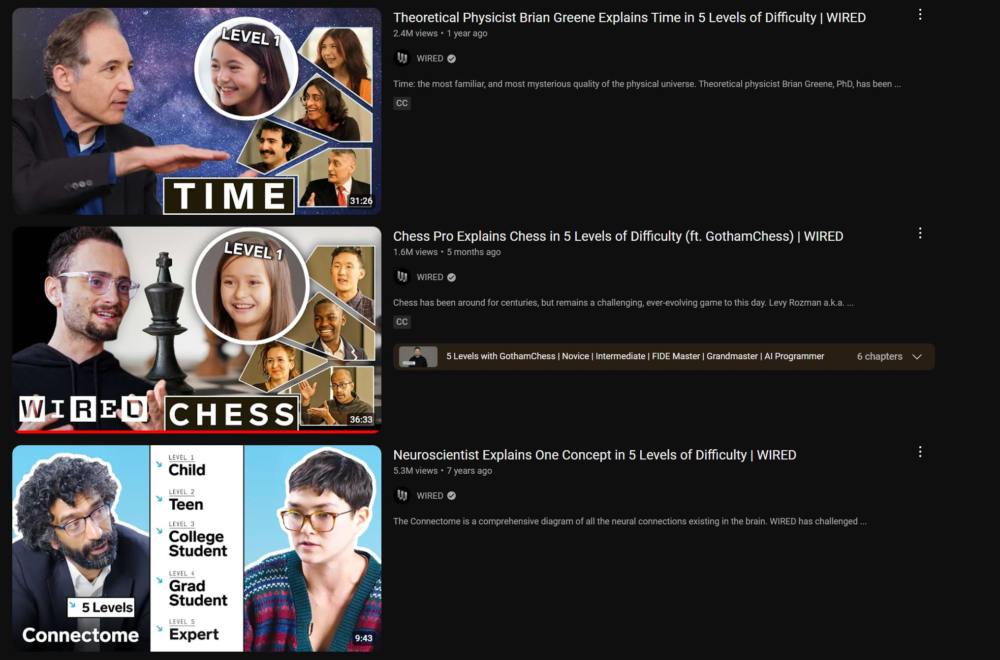 LEVEL 1
TIME
31:26
Theoretical Physicist Brian Greene Explains Time in 5 Levels of Difficulty | WIRED
2.4M views • 1 year ago
WIRED
Time: the most familiar, and most mysterious quality of the physical universe. Theoretical physicist Brian Greene, PhD, has been ...
CC
LEVEL 1
WIRED
CHESS
36:33
Chess Pro Explains Chess in 5 Levels of Difficulty (ft. GothamChess) | WIRED
1.6M views • 5 months ago
WIRED
Chess has been around for centuries, but remains a challenging, ever-evolving game to this day. Levy Rozman a.k.a. ...
CC
5 Levels with GothamChess | Novice | Intermediate | FIDE Master | Grandmaster | AI Programmer
6 chapters
LEVEL 1
Child
LEVEL 2
Teen
LEVEL 3
College
Student
LEVEL 4
Grad
Student
LEVEL 5
Expert
5 Levels
Connectome
9:43
Neuroscientist Explains One Concept in 5 Levels of Difficulty | WIRED
5.3M views • 7 years ago
WIRED
The Connectome is a comprehensive diagram of all the neural connections existing in the brain. WIRED has challenged ...